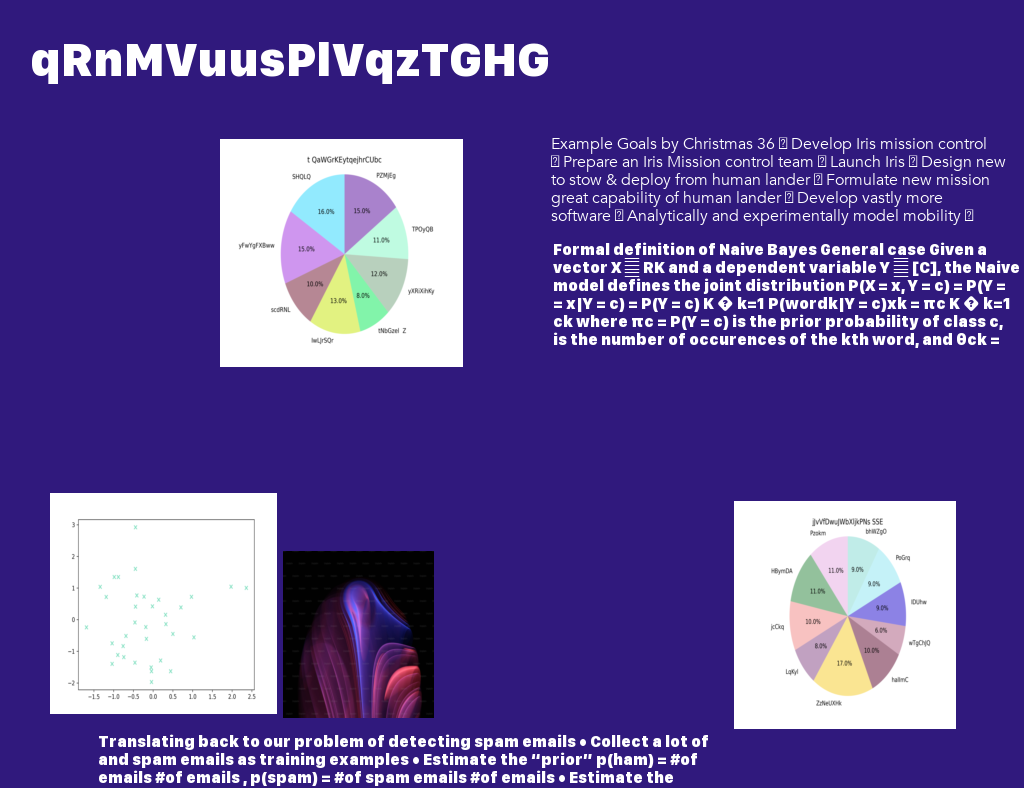 qRnMVuusPlVqzTGHG
t QaWGrKEytqejhrCUbc
SHQLQ
PZMjEg
16.0%
15.0%
TPOyQB
11.0%
yFwYgFXBww
15.0%
12.0%
10.0%
8.0%
13.0%
yXRiXihKy
scdRNL
tNbGzeI Z
IwLJrSQr
Example Goals by Christmas 36 Develop Iris mission control
Prepare an Iris Mission control team Launch Iris Design new
to stow & deploy from human lander Formulate new mission
great capability of human lander Develop vastly more
software Analytically and experimentally model mobility
Formal definition of Naive Bayes General case Given a
vector X RK and a dependent variable Y [C], the Naive
model defines the joint distribution P(X = x, Y = c) = P(Y =
= x|Y = c) = P(Y = c) K � k=1 P(wordk|Y = c)xk = πc K � k=1
ck where πc = P(Y = c) is the prior probability of class c,
is the number of occurences of the kth word, and θck =
3
2
1
0
−1
−2
−1.5 −1.0 −0.5 0.0 0.5 1.0 1.5 2.0 2.5
jjvVfDwuJWbXljkPNs SSE
Pzokm
bhWZgO
PoGrq
HBymDA
11.0%
9.0%
9.0%
11.0%
9.0%
IDUhw
jcCkq
10.0%
6.0%
wTgChJQ
8.0%
10.0%
LqKyl
17.0%
haIlmC
ZzNeUXHk
Translating back to our problem of detecting spam emails • Collect a lot of
and spam emails as training examples • Estimate the “prior” p(ham) = #of
emails #of emails , p(spam) = #of spam emails #of emails • Estimate the